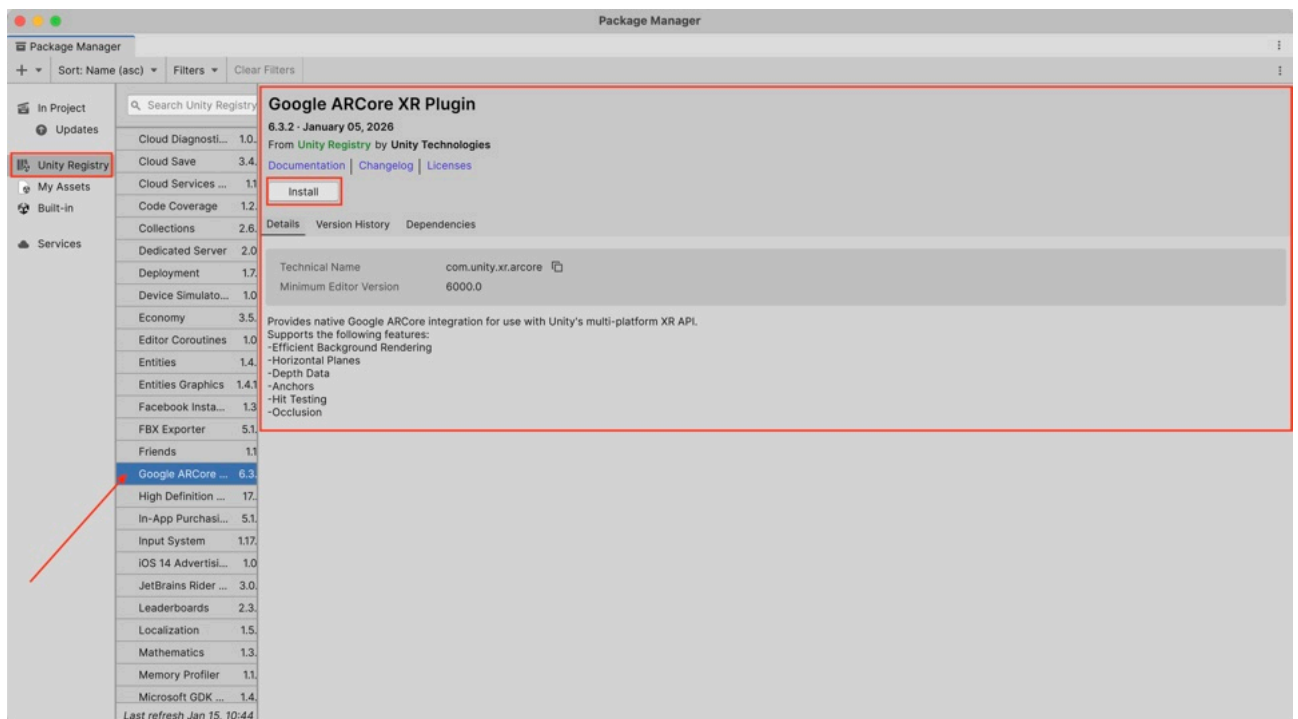 Package Manager
Package Manager
+ Sort: Name (asc) Filters Clear Filters
In Project
Updates
Unity Registry
My Assets
Built-in
Services
Search Unity Registry
Cloud Diagnosti... 1.0.
Cloud Save 3.4.
Cloud Services ... 1.1
Code Coverage 1.2.
Collections 2.6.
Dedicated Server 2.0
Deployment 1.7.
Device Simulato... 1.0
Economy 3.5.
Editor Coroutines 1.0
Entities 1.4.
Entities Graphics 1.4.1
Facebook Insta... 1.3
FBX Exporter 5.1.
Friends 1.1
Google ARCore ... 6.3.
High Definition ... 17..
In-App Purchasi... 5.1.
Input System 1.17.
iOS 14 Advertisi... 1.0
JetBrains Rider ... 3.0.
Leaderboards 2.3.
Localization 1.5.
Mathematics 1.3.
Memory Profiler 1.1.
Microsoft GDK ... 1.4.
Last refresh Jan 15, 10:44
Google ARCore XR Plugin
6.3.2 · January 05, 2026
From Unity Registry by Unity Technologies
Documentation | Changelog | Licenses
Install
Details Version History Dependencies
Technical Name com.unity.xr.arcore
Minimum Editor Version 6000.0
Provides native Google ARCore integration for use with Unity's multi-platform XR API.
Supports the following features:
-Efficient Background Rendering
-Horizontal Planes
-Depth Data
-Anchors
-Hit Testing
-Occlusion